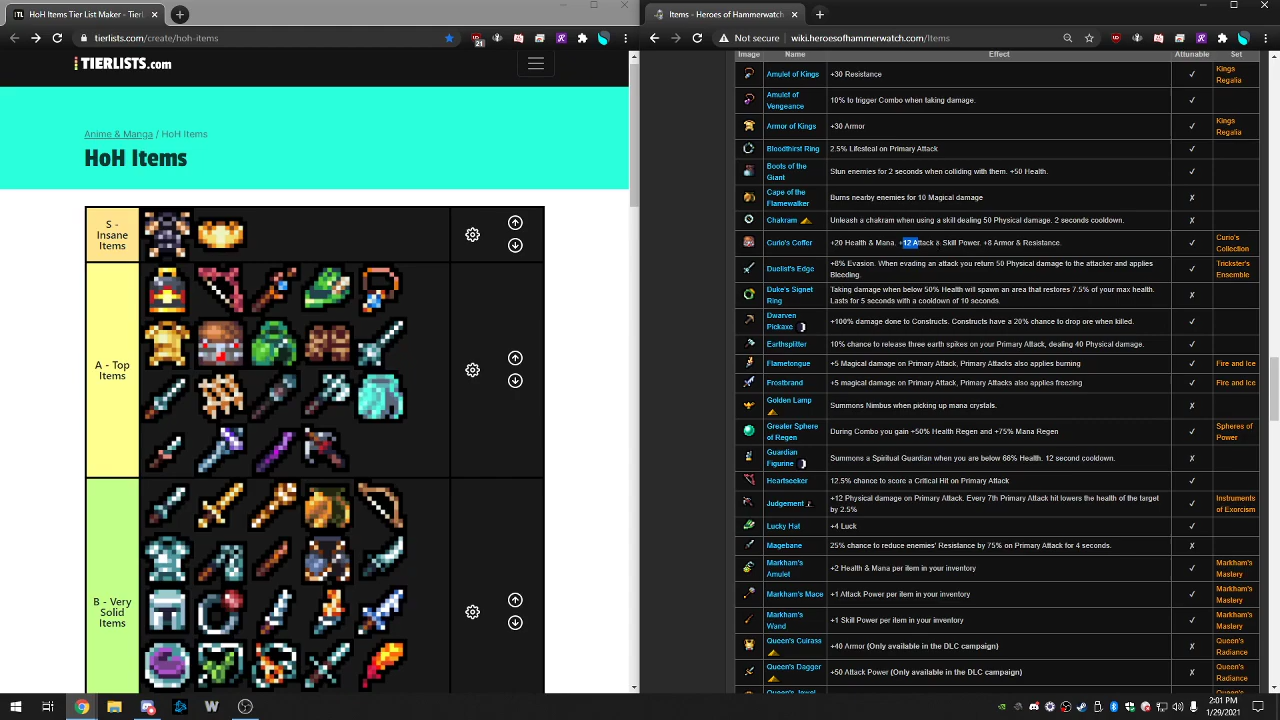 HoH Tier List Maker - TierLists
Items - Heroes of Hammerwatch
tierlists.com/create/hoh-items
21
Not secure
wiki.heroesofhammerwatch.com/Items
TIERLISTS.com
Anime & Manga / HoH Items
HoH Items
S -
Insane
Items
A - Top
Items
B - Very
Solid
Items
Image Name Effect Attunable Set
Amulet of Kings +30 Resistance ✓ Kings
Regalia
Amulet of
Vengeance 10% to trigger Combo when taking damage. ✓
Armor of Kings +30 Armor ✓ Kings
Regalia
Bloodthirst Ring 2.5% Lifesteal on Primary Attack ✓
Boots of the
Giant Stun enemies for 2 seconds when colliding with them. +50 Health. ✓
Cape of the
Flamewalker Burns nearby enemies for 10 Magical damage ✗
Chakram Unleash a chakram when using a skill dealing 50 Physical damage. 2 seconds cooldown. ✗
Curio's Coffer +20 Health & Mana. +12 Attack & Skill Power. +8 Armor & Resistance. ✓ Curio's
Collection
Duelist's Edge +8% Evasion. When evading an attack you return 50 Physical damage to the attacker and applies
Bleeding. ✓ Trickster's
Ensemble
Duke's Signet
Ring Taking damage when below 50% Health will spawn an area that restores 7.5% of your max health.
Lasts for 5 seconds with a cooldown of 10 seconds. ✗
Dwarven
Pickaxe +100% damage done to Constructs. Constructs have a 20% chance to drop ore when killed. ✓
Earthsplitter 10% chance to release three earth spikes on your Primary Attack, dealing 40 Physical damage. ✓
Flametongue +5 Magical damage on Primary Attack, Primary Attacks also applies burning ✓ Fire and Ice
Frostbrand +5 magical damage on Primary Attack, Primary Attacks also applies freezing ✓ Fire and Ice
Golden Lamp Summons Nimbus when picking up mana crystals. ✗
Greater Sphere
of Regen During Combo you gain +50% Health Regen and +75% Mana Regen ✓ Spheres of
Power
Guardian
Figurine Summons a Spiritual Guardian when you are below 66% Health. 12 second cooldown. ✗
Heartseeker 12.5% chance to score a Critical Hit on Primary Attack ✓
Judgement +12 Physical damage on Primary Attack. Every 7th Primary Attack hit lowers the health of the target
by 2.5% ✓ Instruments
of Exorcism
Lucky Hat +4 Luck ✓
Magebane 25% chance to reduce enemies' Resistance by 75% on Primary Attack for 4 seconds. ✗
Markham's
Amulet +2 Health & Mana per item in your inventory ✓ Markham's
Mastery
Markham's Mace +1 Attack Power per item in your inventory ✓ Markham's
Mastery
Markham's
Wand +1 Skill Power per item in your inventory ✓ Markham's
Mastery
Queen's Cuirass +40 Armor (Only available in the DLC campaign) ✗ Queen's
Radiance
Queen's Dagger +50 Attack Power (Only available in the DLC campaign) ✗ Queen's
Radiance
Queen's Jewel Queen's
2:01 PM
1/29/2021